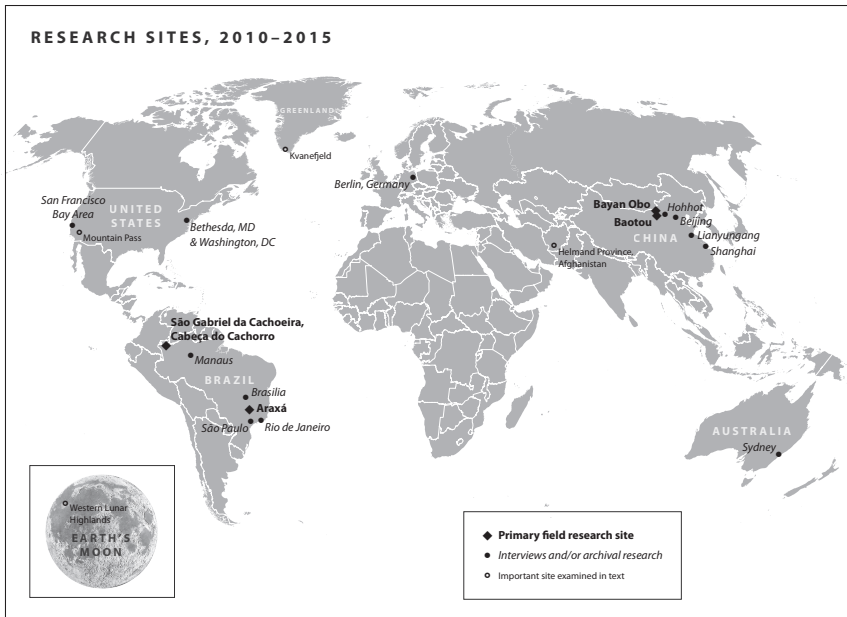 RESEARCH SITES, 2010–2015
GREENLAND
Kvanefjeld
Berlin, Germany
San Francisco
Bay Area
UNITED
STATES
Mountain Pass
Bethesda, MD
& Washington, DC
Bayan Obo
Baotou
Hohhot
Beijing
Lianyungang
CHINA
Shanghai
Helmand Province,
Afghanistan
São Gabriel da Cachoeira,
Cabeça do Cachorro
Manaus
BRAZIL
Brasilia
Araxá
São Paulo
Rio de Janeiro
AUSTRALIA
Sydney
Western Lunar
Highlands
EARTH'S
MOON
Primary field research site
Interviews and/or archival research
Important site examined in text